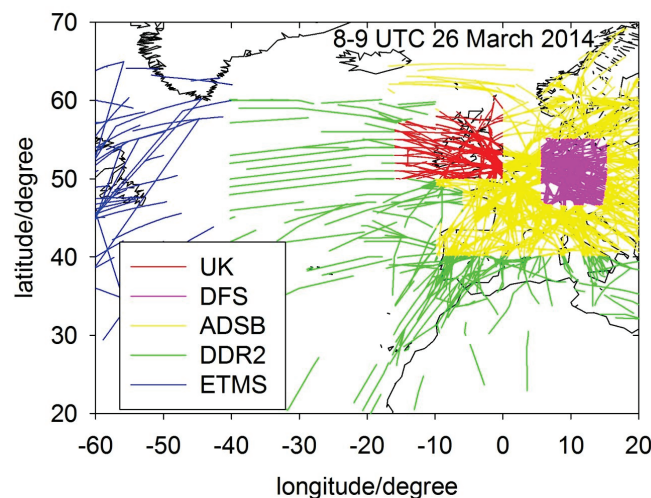 8-9 UTC 26 March 2014
70
60
50
40
30
20
latitude/degree
UK
DFS
ADSB
DDR2
ETMS
-60 -50 -40 -30 -20 -10 0 10 20
longitude/degree